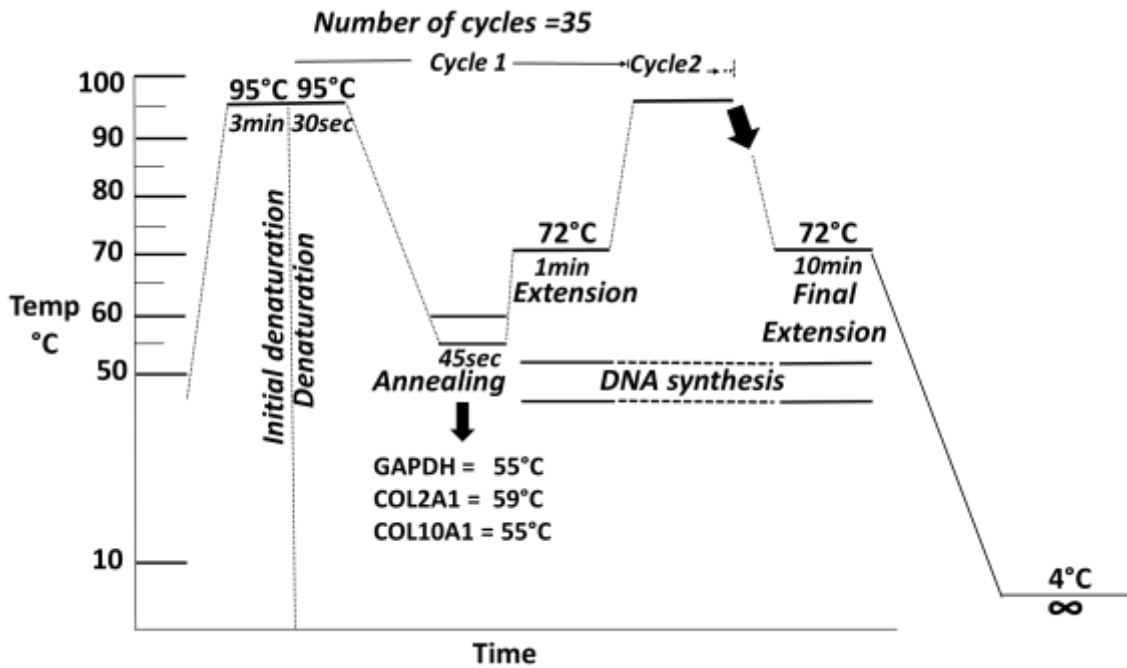 Number of cycles =35
Cycle 1
Cycle2
100
90
80
70
60
50
10
Temp
°C
95°C 95°C
3min 30sec
Initial denaturation
Denaturation
45sec
Annealing
GAPDH = 55°C
COL2A1 = 59°C
COL10A1 = 55°C
72°C
1min
Extension
DNA synthesis
72°C
10min
Final
Extension
4°C
∞
Time